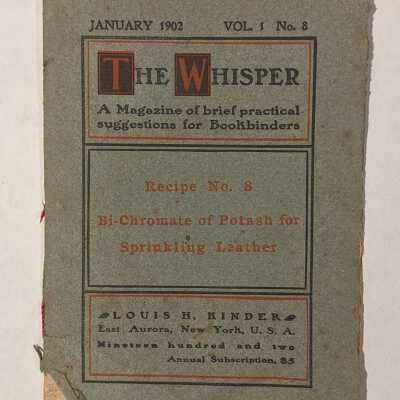 JANUARY 1902 VOL. 1 No. 8
THE WHISPER
A Magazine of brief practical
suggestions for Bookbinders
Recipe No. 8
Bi-Chromate of Potash for
Sprinkling Leather
LOUIS H. KINDER
East Aurora, New York, U. S. A.
Nineteen hundred and two
Annual Subscription, $5